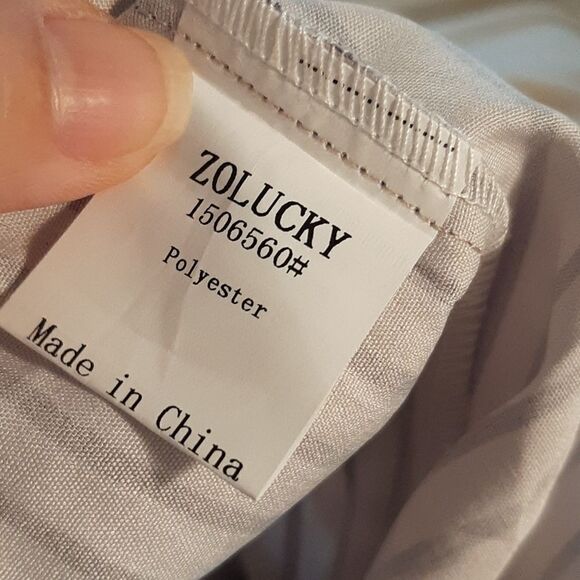 ZOLUCKY
1506560#
Polyester
Made in China